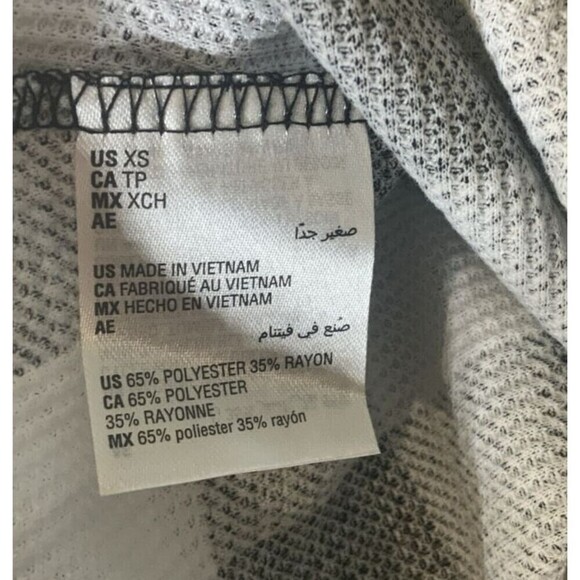 US XS
CA TP
MX XCH
AE
صغير جدًا
US MADE IN VIETNAM
CA FABRIQUÉ AU VIETNAM
MX HECHO EN VIETNAM
AE
صُنع في فيتنام
US 65% POLYESTER 35% RAYON
CA 65% POLYESTER
35% RAYONNE
MX 65% poliester 35% rayón